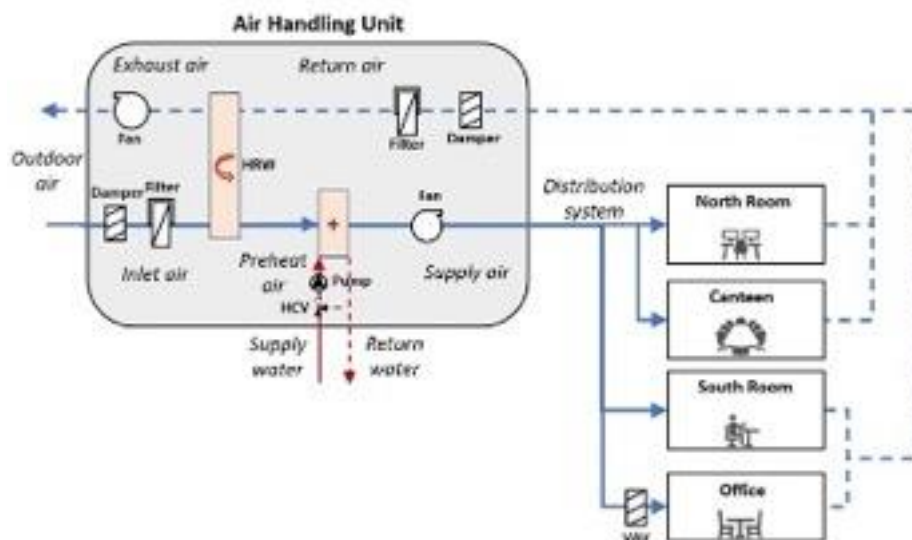 Air Handling Unit
Exhaust air
Return air
Fan
HRW
Filter
Damper
Outdoor
air
Damper
Filter
Fan
Distribution
system
North Room
Inlet air
Preheat
air
Pump
Supply air
HCV
Canteen
Supply
water
Return
water
South Room
Office
VAV